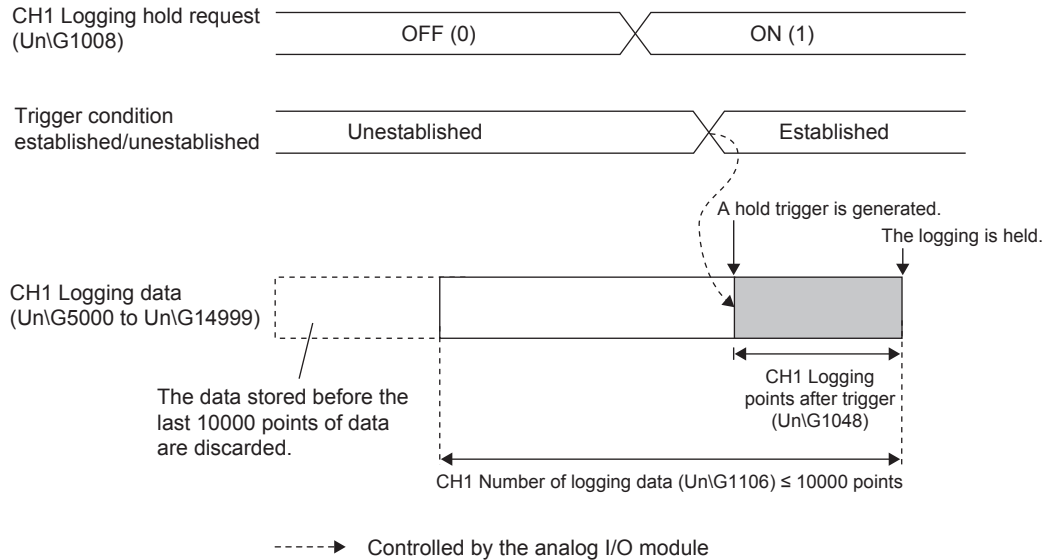 CH1 Logging hold request
(Un\G1008)
OFF (0)
ON (1)
Trigger condition
established/unestablished
Unestablished
Established
A hold trigger is generated.
The logging is held.
CH1 Logging data
(Un\G5000 to Un\G14999)
The data stored before the
last 10000 points of data
are discarded.
CH1 Logging
points after trigger
(Un\G1048)
CH1 Number of logging data (Un\G1106) ≤ 10000 points
Controlled by the analog I/O module